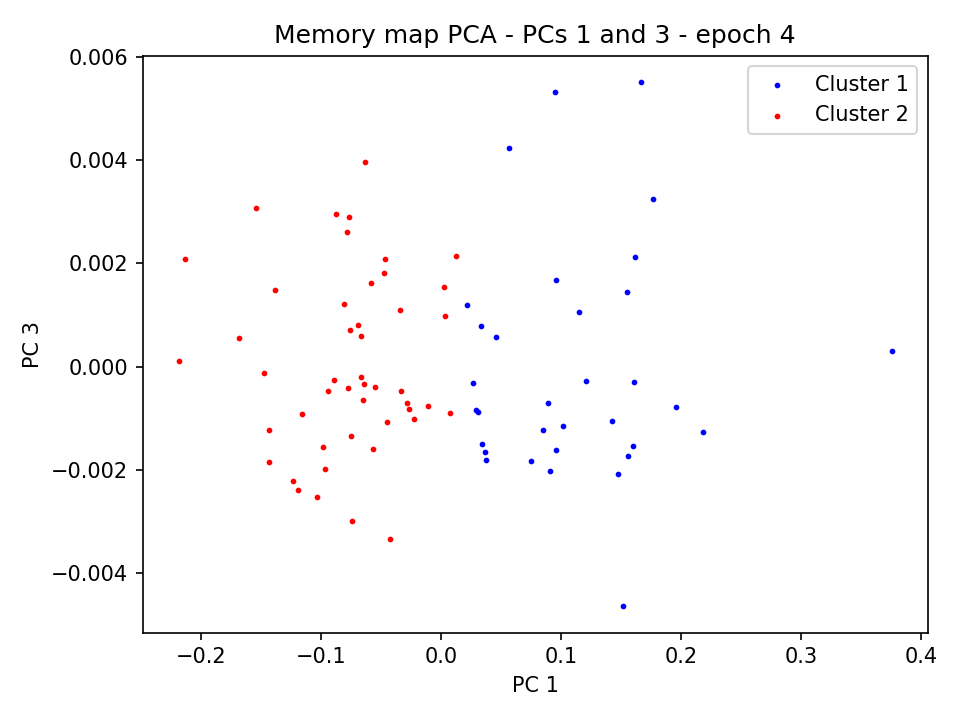 Memory map PCA - PCs 1 and 3 - epoch 4
0.006
0.004
0.002
0.000
−0.002
−0.004
PC 3
Cluster 1
Cluster 2
−0.2
−0.1
0.0
0.1
0.2
0.3
0.4
PC 1